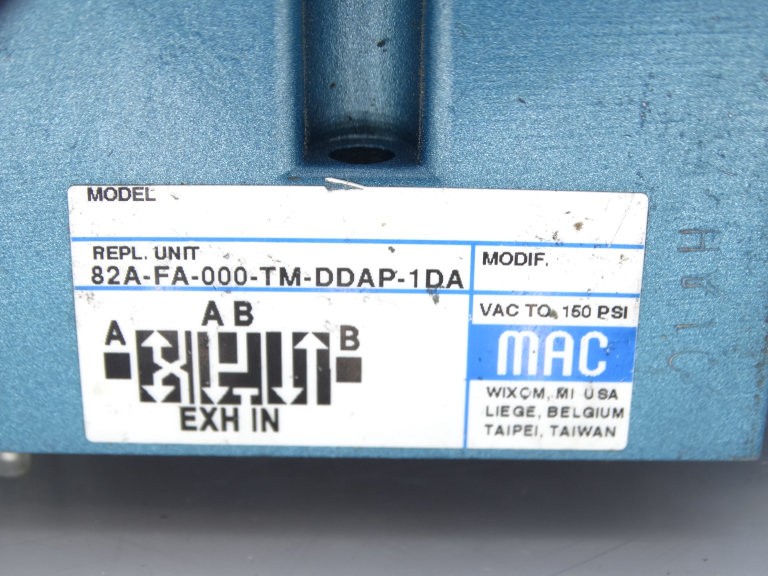 MODEL
REPL. UNIT
82A-FA-000-TM-DDAP-1DA
MODIF.
VAC TO 150 PSI
MAC
WIXOM, MI USA
LIEGE, BELGIUM
TAIPEI, TAIWAN
A B
A
B
EXH IN